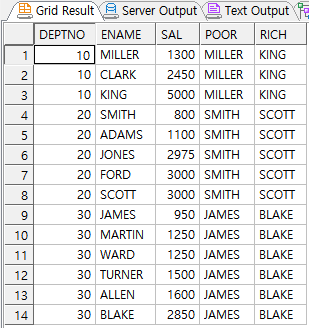 Grid Result Server Output Text Output
DEPTNO ENAME SAL POOR RICH
1 10 MILLER 1300 MILLER KING
2 10 CLARK 2450 MILLER KING
3 10 KING 5000 MILLER KING
4 20 SMITH 800 SMITH SCOTT
5 20 ADAMS 1100 SMITH SCOTT
6 20 JONES 2975 SMITH SCOTT
7 20 FORD 3000 SMITH SCOTT
8 20 SCOTT 3000 SMITH SCOTT
9 30 JAMES 950 JAMES BLAKE
10 30 MARTIN 1250 JAMES BLAKE
11 30 WARD 1250 JAMES BLAKE
12 30 TURNER 1500 JAMES BLAKE
13 30 ALLEN 1600 JAMES BLAKE
14 30 BLAKE 2850 JAMES BLAKE